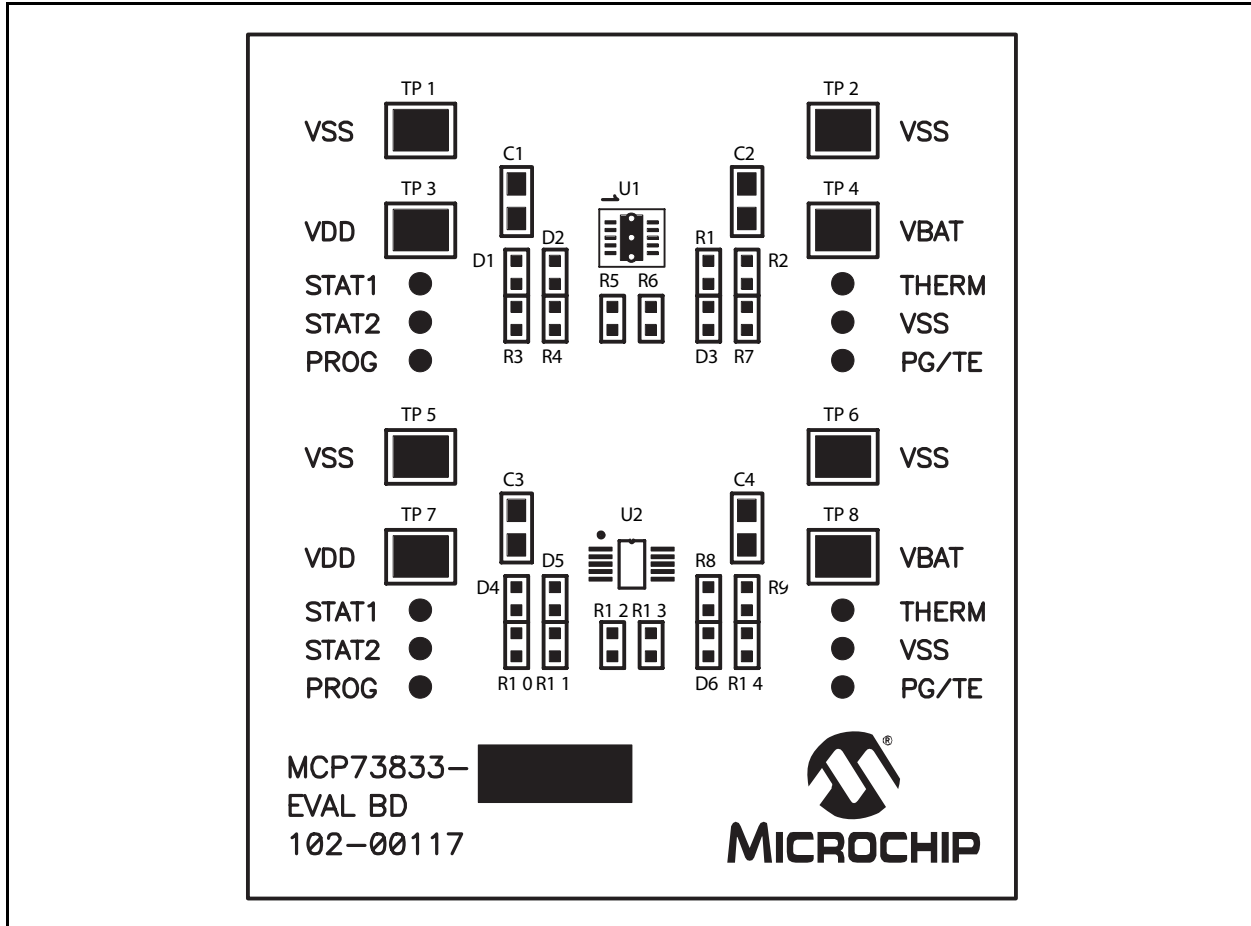 TP 1 TP 2
VSS VSS
C1 C2
TP 3 U1 TP 4
VDD D2 R1 VBAT
D1 R2
STAT1 R5 R6 THERM
STAT2 VSS
PROG R3 R4 D3 R7 PG/TE
TP 5 TP 6
VSS VSS
C3 C4
TP 7 U2 TP 8
VDD D5 R8 VBAT
D4 R9
STAT1 R1 2 R1 3 THERM
STAT2 VSS
PROG R1 0 R1 1 D6 R1 4 PG/TE
MCP73833-
EVAL BD
102-00117
®
MICROCHIP